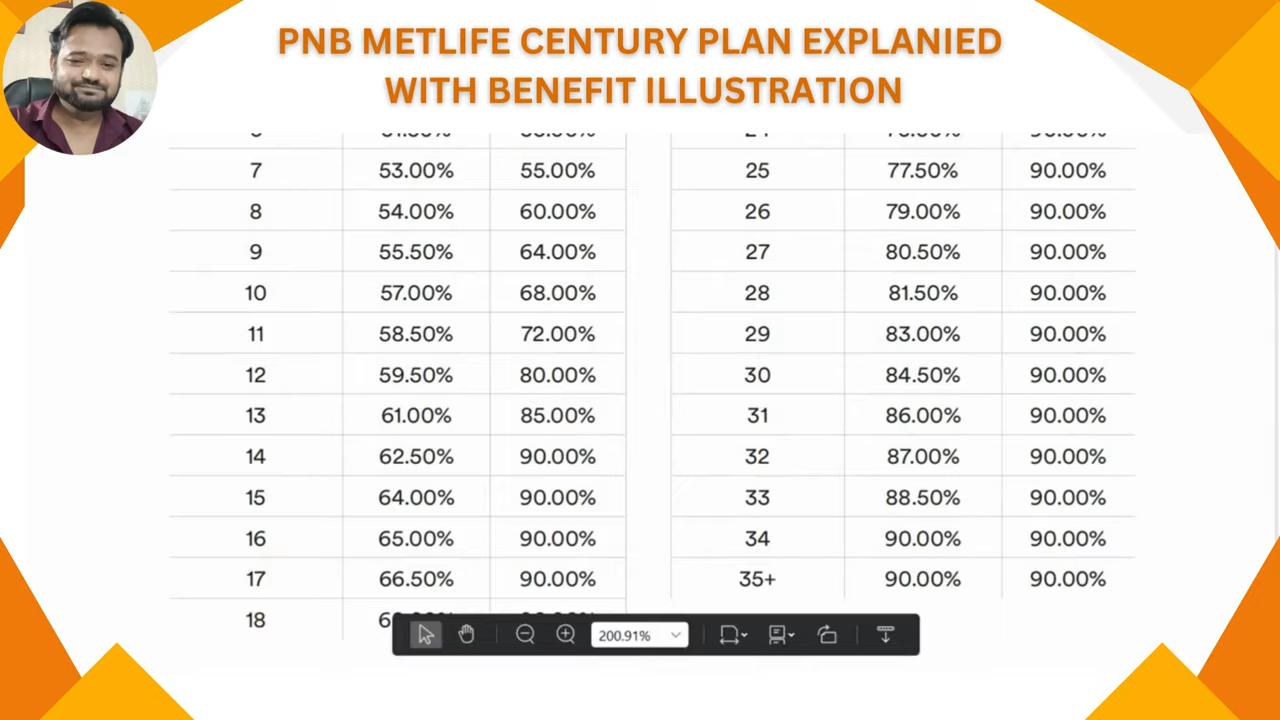 PNB METLIFE CENTURY PLAN EXPLANIED
WITH BENEFIT ILLUSTRATION
7 53.00% 55.00%
8 54.00% 60.00%
9 55.50% 64.00%
10 57.00% 68.00%
11 58.50% 72.00%
12 59.50% 80.00%
13 61.00% 85.00%
14 62.50% 90.00%
15 64.00% 90.00%
16 65.00% 90.00%
17 66.50% 90.00%
18
25 77.50% 90.00%
26 79.00% 90.00%
27 80.50% 90.00%
28 81.50% 90.00%
29 83.00% 90.00%
30 84.50% 90.00%
31 86.00% 90.00%
32 87.00% 90.00%
33 88.50% 90.00%
34 90.00% 90.00%
35+ 90.00% 90.00%
200.91%